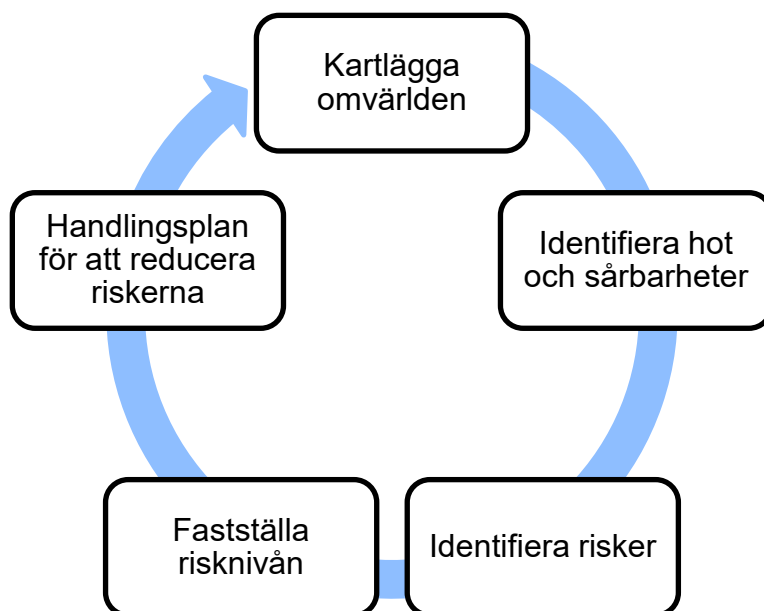 Kartlägga
omvärlden
Identifiera hot
och sårbarheter
Identifiera risker
Fastställa
risknivån
Handlingsplan
för att reducera
riskerna